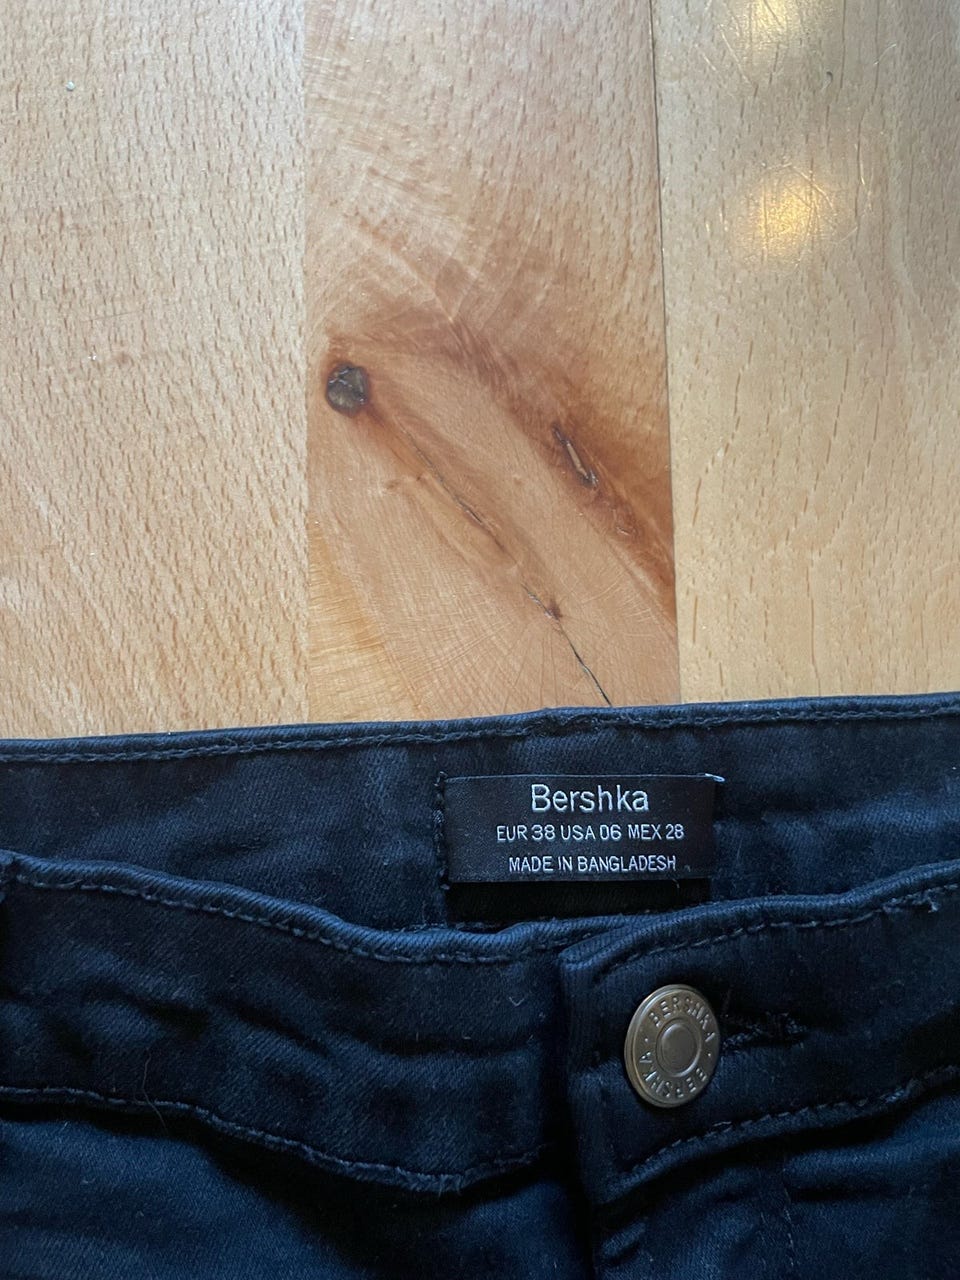 Bershka
EUR 38 USA 06 MEX 28
MADE IN BANGLADESH
BERSHKA · BERSHKA ·